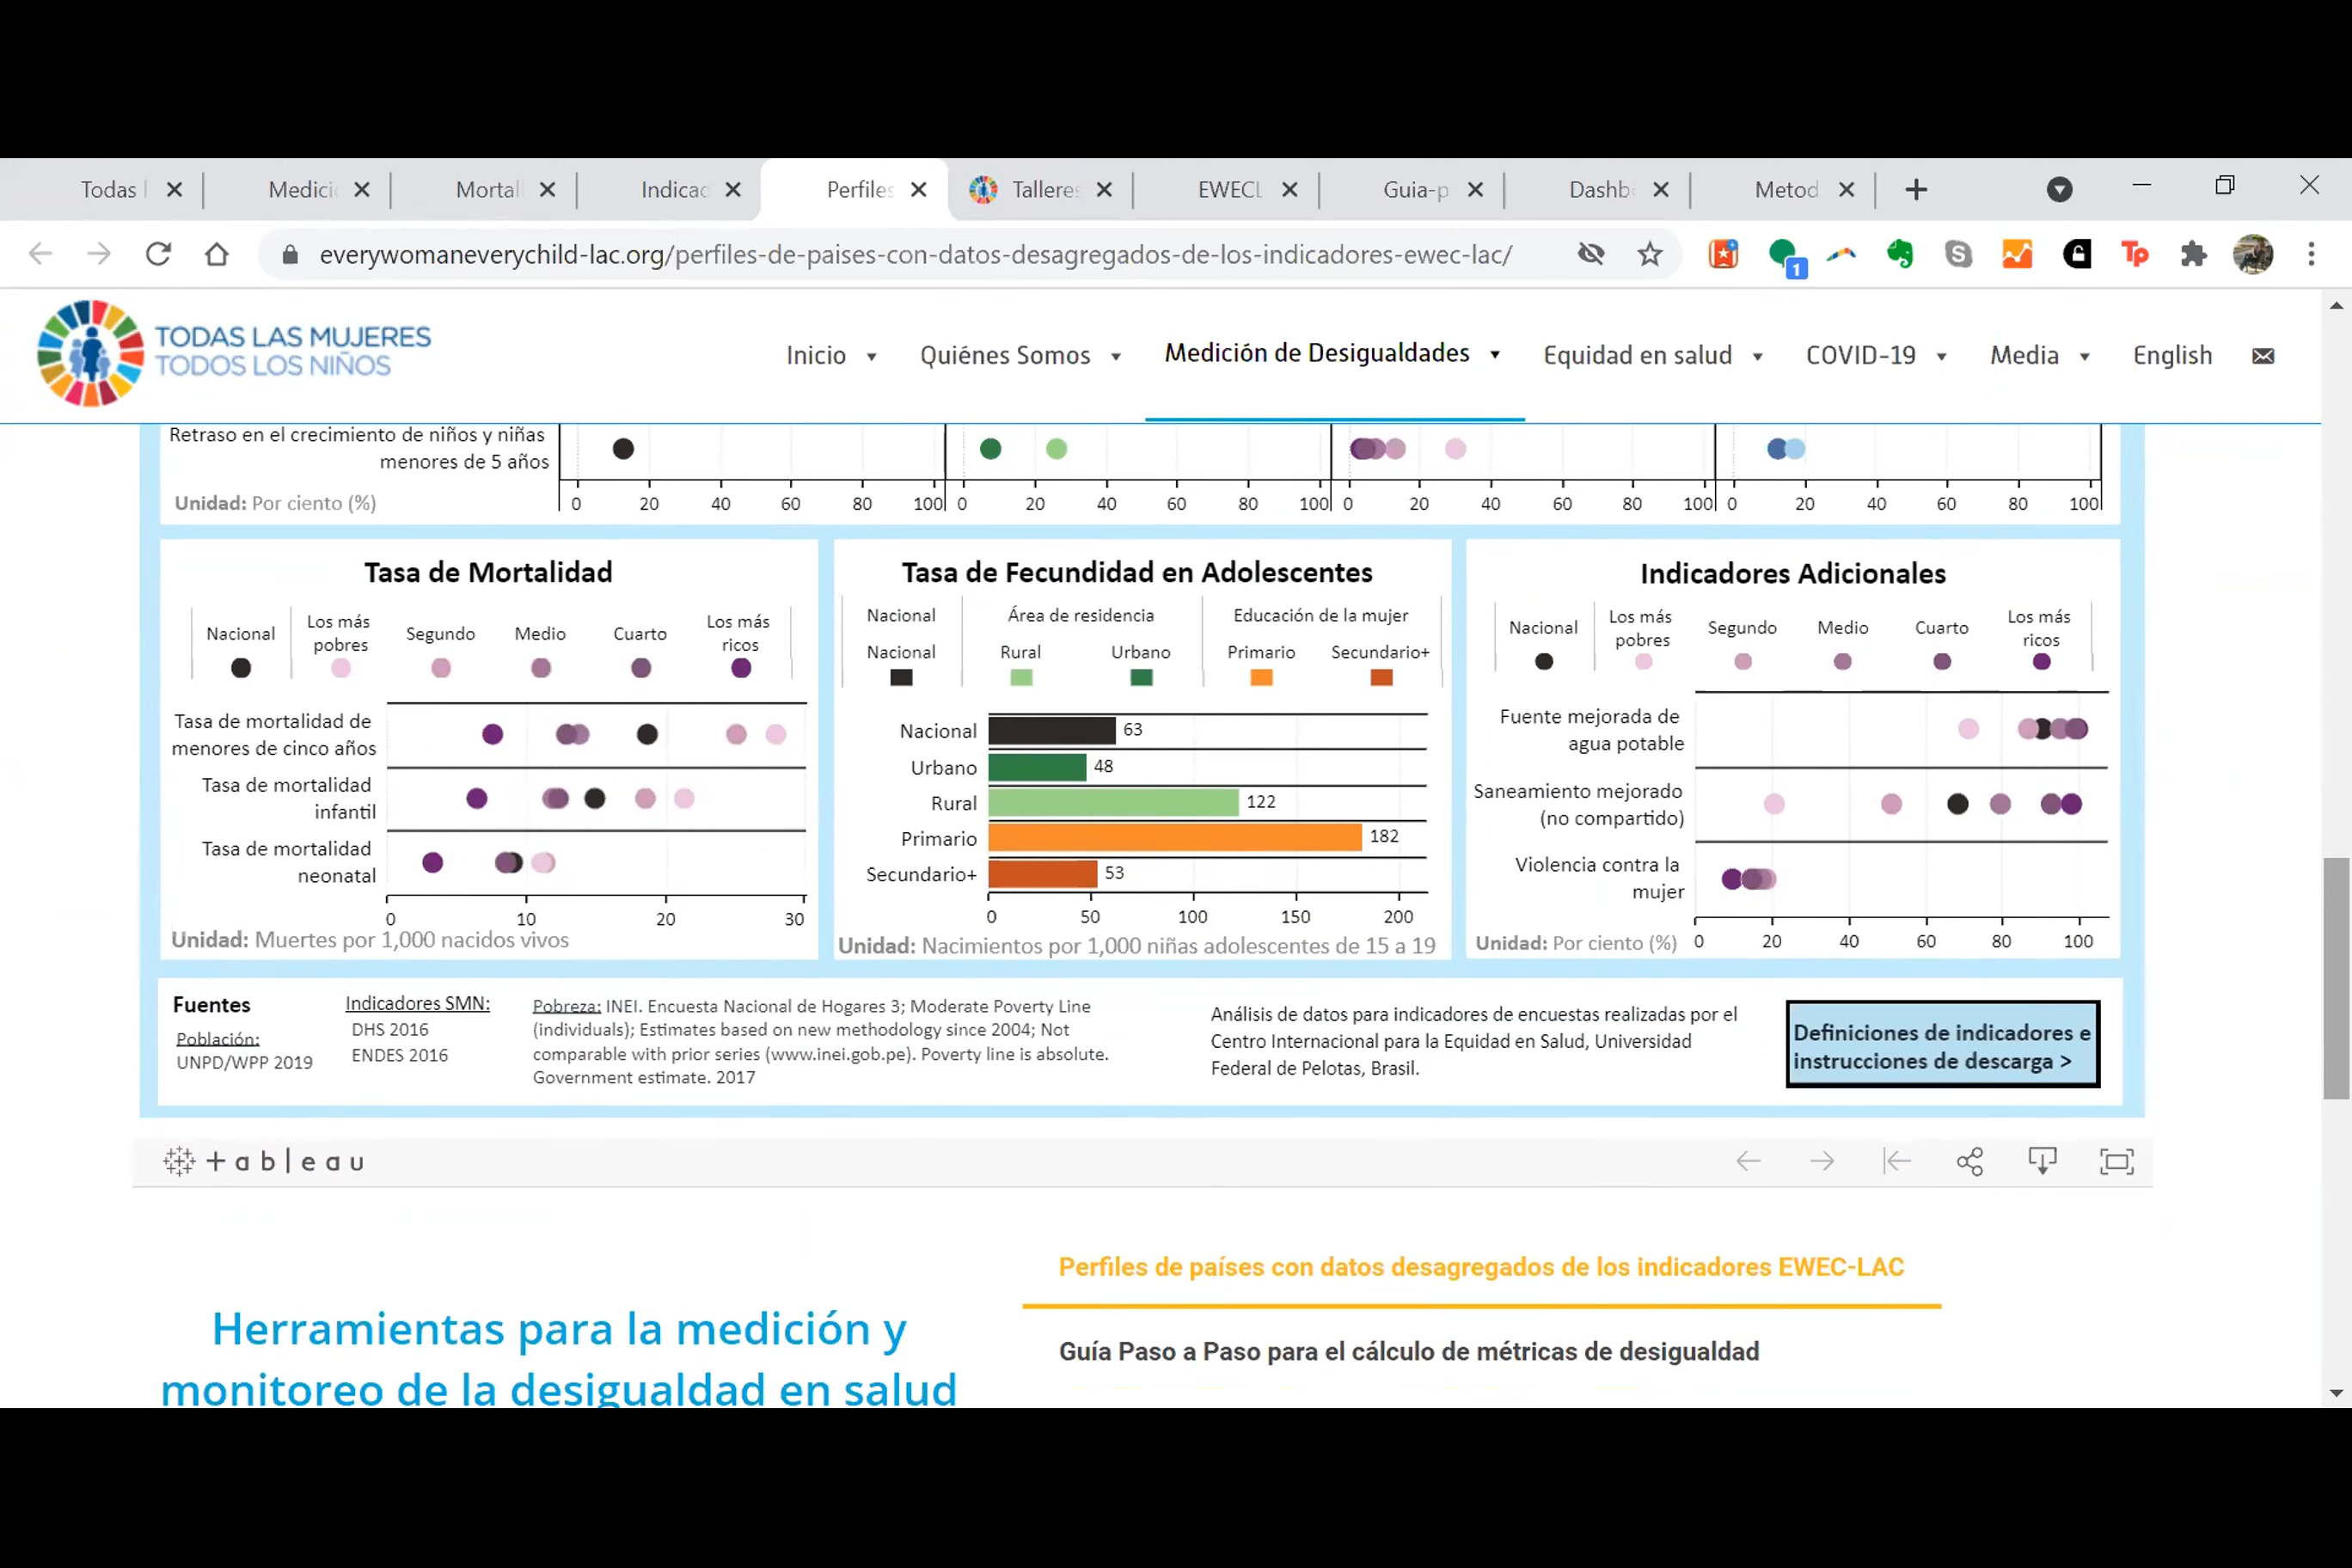 Todas
Medici
Mortal
Indicac
Perfiles
Talleres
EWECL
Guia-p
Dashb
Metod
everywomaneverychild-lac.org/perfiles-de-paises-con-datos-desagregados-de-los-indicadores-ewec-lac/
1
Tp
TODAS LAS MUJERES
TODOS LOS NIÑOS
Inicio
Quiénes Somos
Medición de Desigualdades
Equidad en salud
COVID-19
Media
English
Retraso en el crecimiento de niños y niñas
menores de 5 años
Unidad: Por ciento (%)
0 20 40 60 80 100
0 20 40 60 80 100
0 20 40 60 80 100
0 20 40 60 80 100
Tasa de Mortalidad
Nacional
Los más
pobres
Segundo
Medio
Cuarto
Los más
ricos
Tasa de mortalidad de
menores de cinco años
Tasa de mortalidad
infantil
Tasa de mortalidad
neonatal
0 10 20 30
Unidad: Muertes por 1,000 nacidos vivos
Tasa de Fecundidad en Adolescentes
Nacional
Área de residencia
Educación de la mujer
Nacional
Rural
Urbano
Primario
Secundario+
Nacional 63
Urbano 48
Rural 122
Primario 182
Secundario+ 53
0 50 100 150 200
Unidad: Nacimientos por 1,000 niñas adolescentes de 15 a 19
Indicadores Adicionales
Nacional
Los más
pobres
Segundo
Medio
Cuarto
Los más
ricos
Fuente mejorada de
agua potable
Saneamiento mejorado
(no compartido)
Violencia contra la
mujer
Unidad: Por ciento (%)
0 20 40 60 80 100
Fuentes
Población:
UNPD/WPP 2019
Indicadores SMN:
DHS 2016
ENDES 2016
Pobreza: INEI. Encuesta Nacional de Hogares 3; Moderate Poverty Line
(individuals); Estimates based on new methodology since 2004; Not
comparable with prior series (www.inei.gob.pe). Poverty line is absolute.
Government estimate. 2017
Análisis de datos para indicadores de encuestas realizadas por el
Centro Internacional para la Equidad en Salud, Universidad
Federal de Pelotas, Brasil.
Definiciones de indicadores e
instrucciones de descarga >
+ableau
Herramientas para la medición y
monitoreo de la desigualdad en salud
Perfiles de países con datos desagregados de los indicadores EWEC-LAC
Guía Paso a Paso para el cálculo de métricas de desigualdad